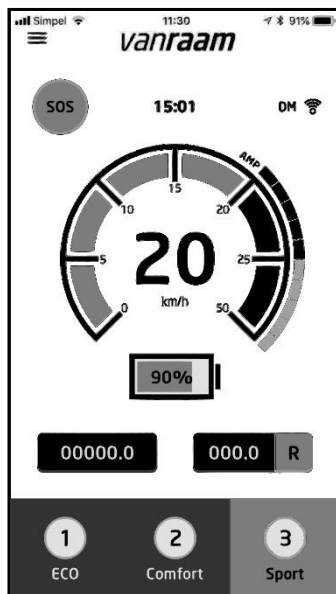 Simpel 11:30 91%
vanraam
SOS 15:01 DM
AMP
15
10 20
5 20 25
km/h
0 50
90%
00000.0 000.0 R
1 2 3
ECO Comfort Sport